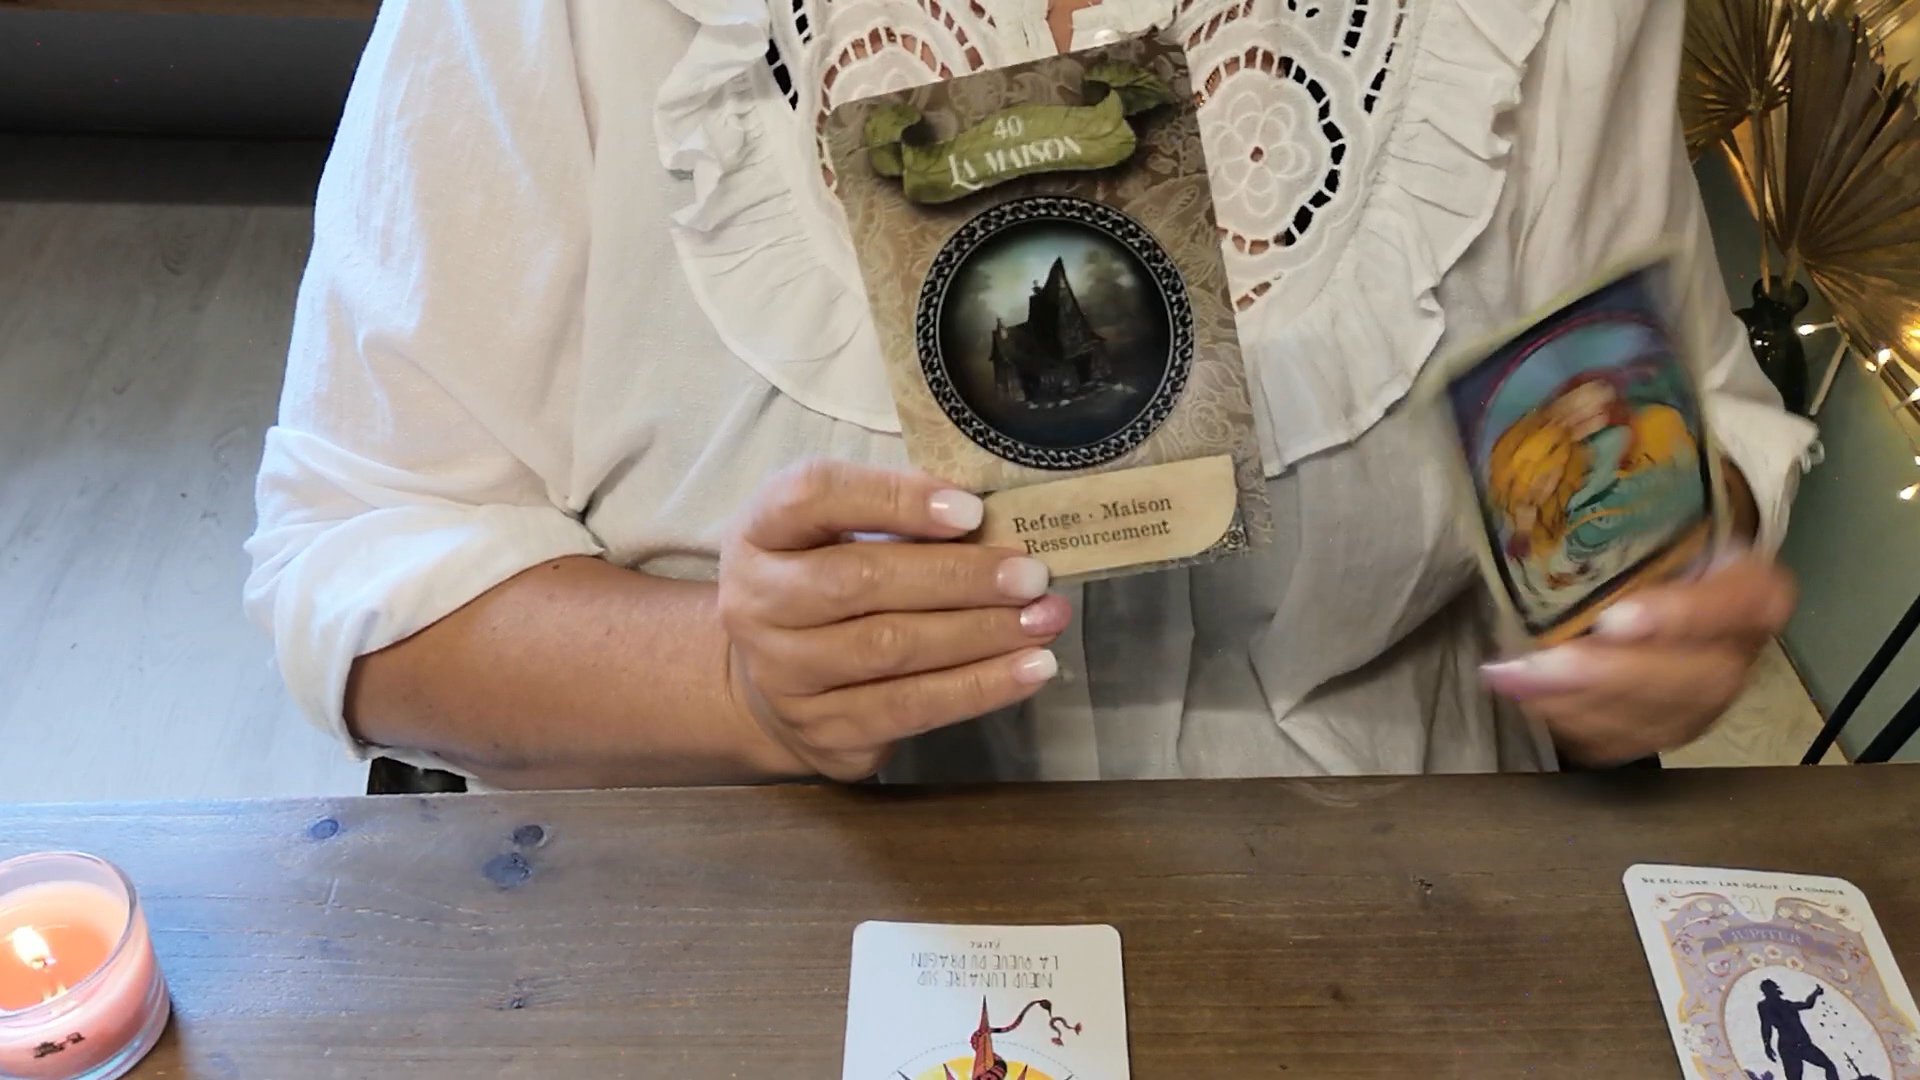 40
LA MAISON
Refuge · Maison
Ressourcement
NŒUD LUNAIRE SUD
LA QUEUE DU DRAGON
SE RÉALISER - LES IDÉAUX - LA CHANCE
JUPITER